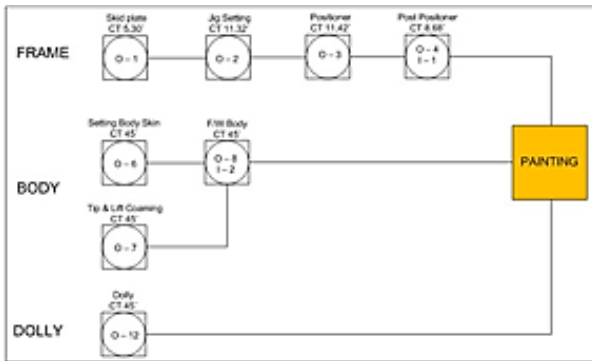 Skid plate
CT 5.30'
Jig Setting
CT 11.32'
Positioner
CT 11.42'
Post Positioner
CT 8.68'
FRAME
O - 1
O - 2
O - 3
O - 4
I - 1
Setting Body Skin
CT 45'
F/W Body
CT 45'
O - 6
O - 8
I - 2
PAINTING
BODY
Tip & Lift Coaming
CT 45'
O - 7
Dolly
CT 45'
DOLLY
O - 12